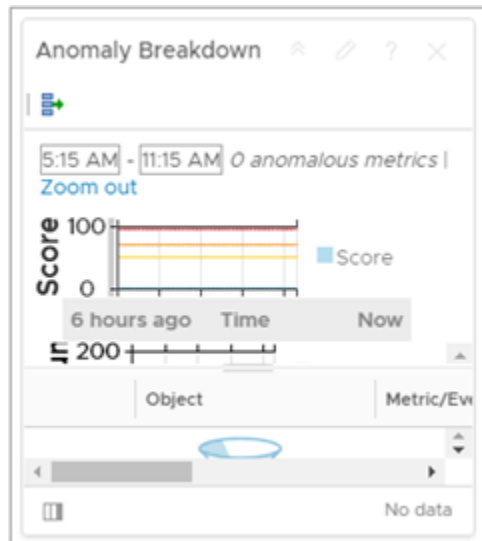 Anomaly Breakdown
5:15 AM - 11:15 AM 0 anomalous metrics |
Zoom out
Score
100
0
Score
6 hours ago Time Now
200
Object Metric/Eve
No data